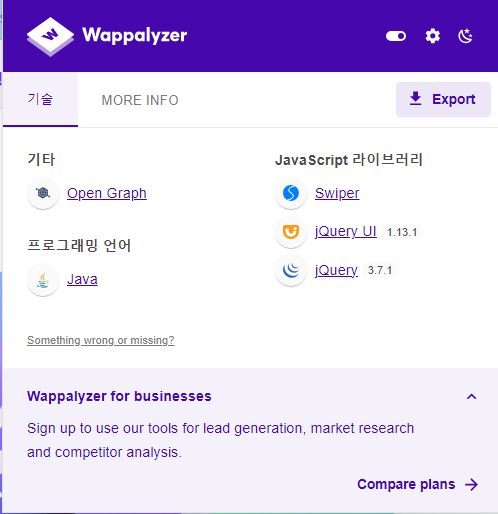 Wappalyzer
기술
MORE INFO
Export
기타
Open Graph
프로그래밍 언어
Java
JavaScript 라이브러리
Swiper
jQuery UI 1.13.1
jQuery 3.7.1
Something wrong or missing?
Wappalyzer for businesses
Sign up to use our tools for lead generation, market research
and competitor analysis.
Compare plans